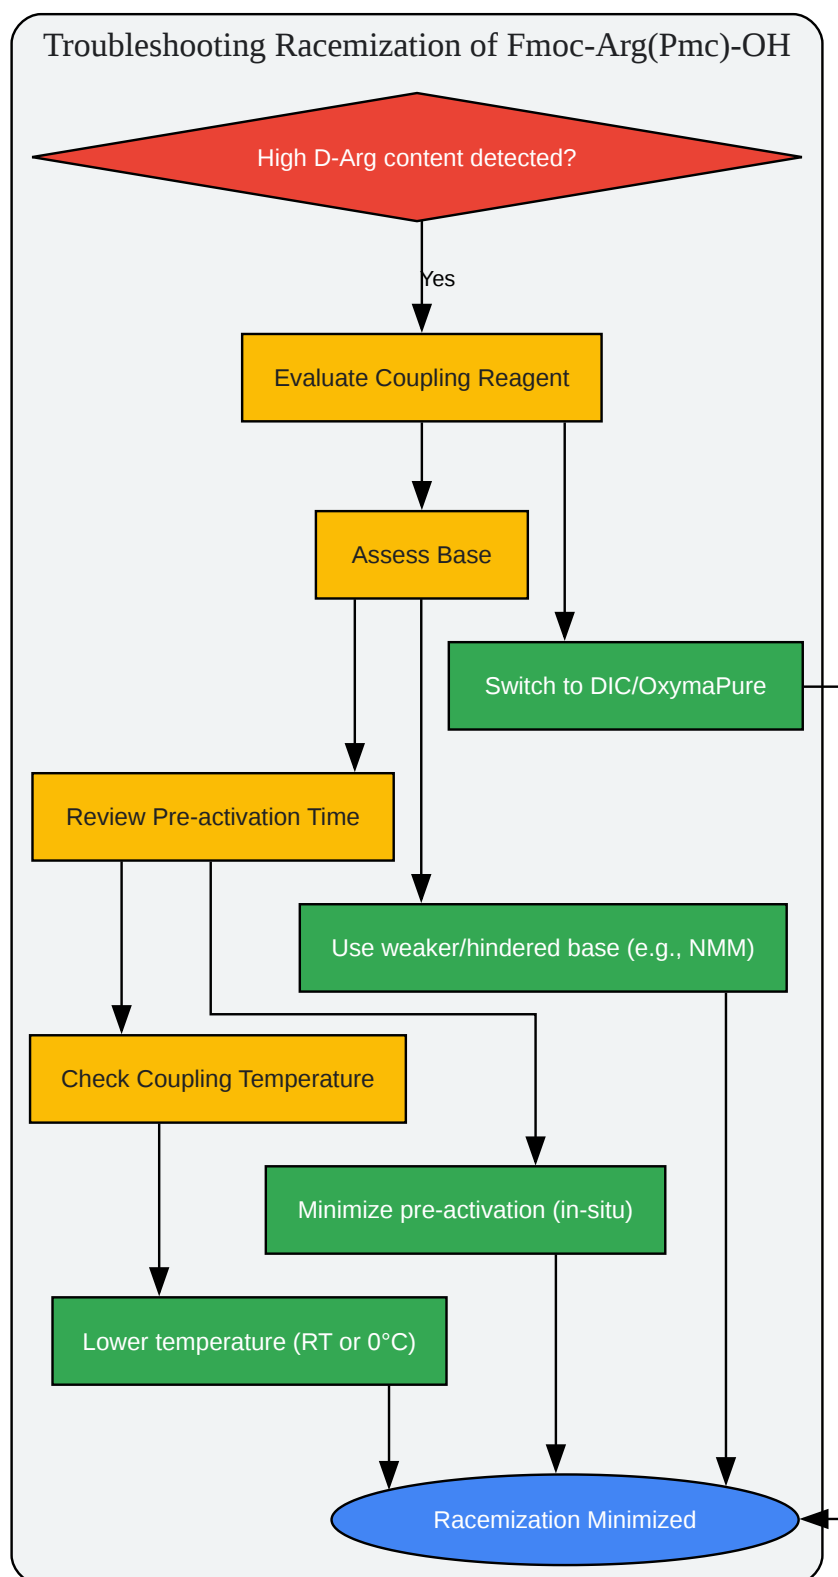 Troubleshooting Racemization of Fmoc-Arg(Pmc)-OH
High D-Arg content detected?
Yes
Evaluate Coupling Reagent
Assess Base
Switch to DIC/OxymaPure
Review Pre-activation Time
Use weaker/hindered base (e.g., NMM)
Check Coupling Temperature
Minimize pre-activation (in-situ)
Lower temperature (RT or 0°C)
Racemization Minimized